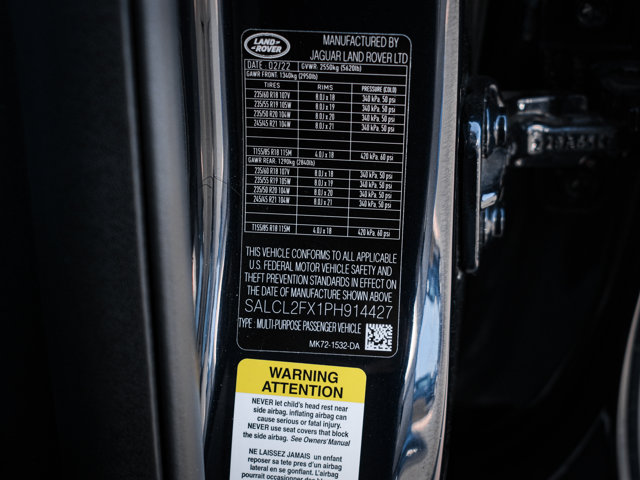 LAND ROVER
MANUFACTURED BY
JAGUAR LAND ROVER LTD
DATE: 02/22 GVWR: 2550kg (5620lb)
GAWR FRONT: 1340kg (2950lb)
TIRES RIMS PRESSURE (COLD)
235/60 R18 107V 8.0J x 18 340 kPa, 50 psi
235/55 R19 105W 8.0J x 19 340 kPa, 50 psi
235/50 R20 104W 8.0J x 20 340 kPa, 50 psi
245/45 R21 104W 8.0J x 21 340 kPa, 50 psi
T155/85 R18 115M 4.0J x 18 420 kPa, 60 psi
GAWR REAR: 1290kg (2840lb)
235/60 R18 107V 8.0J x 18 340 kPa, 50 psi
235/55 R19 105W 8.0J x 19 340 kPa, 50 psi
235/50 R20 104W 8.0J x 20 340 kPa, 50 psi
245/45 R21 104W 8.0J x 21 340 kPa, 50 psi
T155/85 R18 115M 4.0J x 18 420 kPa, 60 psi
THIS VEHICLE CONFORMS TO ALL APPLICABLE
U.S. FEDERAL MOTOR VEHICLE SAFETY AND
THEFT PREVENTION STANDARDS IN EFFECT ON
THE DATE OF MANUFACTURE SHOWN ABOVE
SALCL2FX1PH914427
TYPE : MULTI-PURPOSE PASSENGER VEHICLE
MK72-1532-DA
WARNING
ATTENTION
NEVER let child's head rest near
side airbag. inflating airbag can
cause serious or fatal injury.
NEVER use seat covers that block
the side airbag. See Owners Manual
NE LAISSEZ JAMAIS un enfant
reposer sa tete pres d'un airbag
lateral en se gonflant. L'airbag
pourrait occasionner des